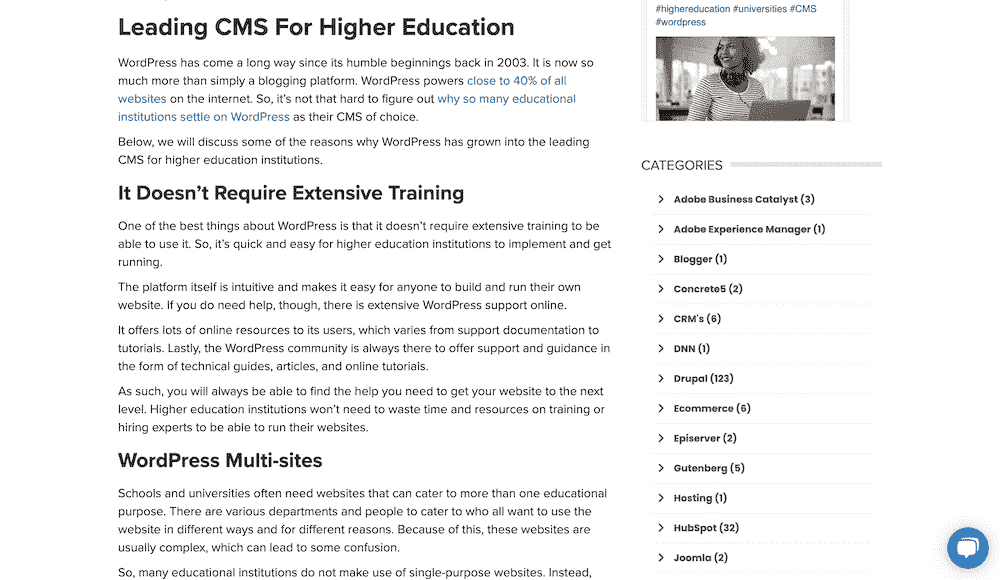 Leading CMS For Higher Education
WordPress has come a long way since its humble beginnings back in 2003. It is now so
much more than simply a blogging platform. WordPress powers close to 40% of all
websites on the internet. So, it’s not that hard to figure out why so many educational
institutions settle on WordPress as their CMS of choice.
Below, we will discuss some of the reasons why WordPress has grown into the leading
CMS for higher education institutions.
It Doesn’t Require Extensive Training
One of the best things about WordPress is that it doesn’t require extensive training to be
able to use it. So, it’s quick and easy for higher education institutions to implement and get
running.
The platform itself is intuitive and makes it easy for anyone to build and run their own
website. If you do need help, though, there is extensive WordPress support online.
It offers lots of online resources to its users, which varies from support documentation to
tutorials. Lastly, the WordPress community is always there to offer support and guidance in
the form of technical guides, articles, and online tutorials.
As such, you will always be able to find the help you need to get your website to the next
level. Higher education institutions won’t need to waste time and resources on training or
hiring experts to be able to run their websites.
WordPress Multi-sites
Schools and universities often need websites that can cater to more than one educational
purpose. There are various departments and people to cater to who all want to use the
website in different ways and for different reasons. Because of this, these websites are
usually complex, which can lead to some confusion.
So, many educational institutions do not make use of single-purpose websites. Instead,
#highereducation #universities #CMS
#wordpress
CATEGORIES
Adobe Business Catalyst (3)
Adobe Experience Manager (1)
Blogger (1)
Concrete5 (2)
CRM's (6)
DNN (1)
Drupal (123)
Ecommerce (6)
Episerver (2)
Gutenberg (5)
Hosting (1)
HubSpot (32)
Joomla (2)